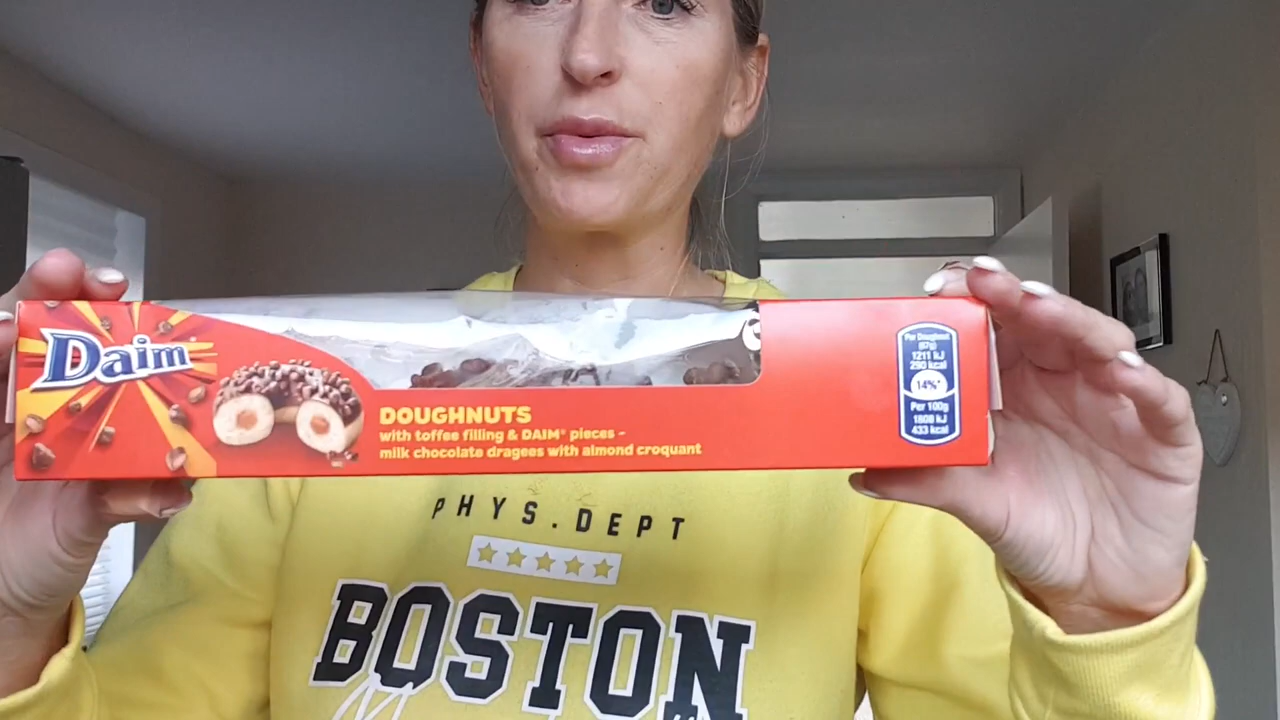 Daim
DOUGHNUTS
with toffee filling & DAIM® pieces -
milk chocolate dragees with almond croquant
Per Doughnut
(67g)
1211 kJ
290 kcal
14%*
Per 100g
1808 kJ
433 kcal
PHYS.DEPT
BOSTON